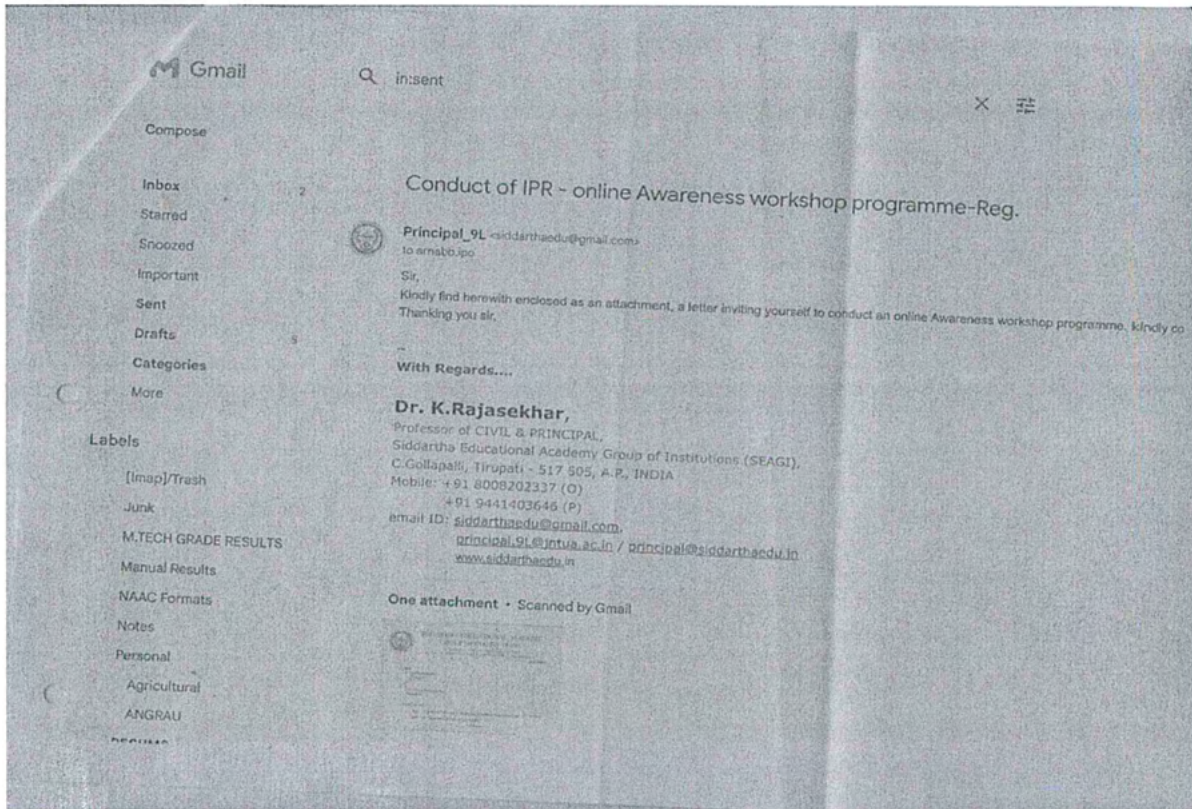 Gmail
in:sent
Compose
Inbox 2
Starred
Snoozed
Important
Sent
Drafts
Categories
More
Labels
[Imap]/Trash
Junk
M.TECH GRADE RESULTS
Manual Results
NAAC Formats
Notes
Personal
Agricultural
ANGRAU
Conduct of IPR - online Awareness workshop programme-Reg.
Principal_9L <siddarthaedu@gmail.com>
Sir,
Kindly find herewith enclosed as an attachment, a letter inviting yourself to conduct an online Awareness workshop programme. kindly co
Thanking you sir,
--
With Regards....
Dr. K.Rajasekhar,
Professor of CIVIL & PRINCIPAL,
Siddartha Educational Academy Group of Institutions (SEAGI),
C.Gollapalli, Tirupati - 517 505, A.P., INDIA
Mobile: +91 8008202337 (O)
+91 9441403646 (P)
email ID: siddarthaedu@gmail.com,
principal.9L@jntua.ac.in / principal@siddarthaedu.in
www.siddarthaedu.in
One attachment • Scanned by Gmail